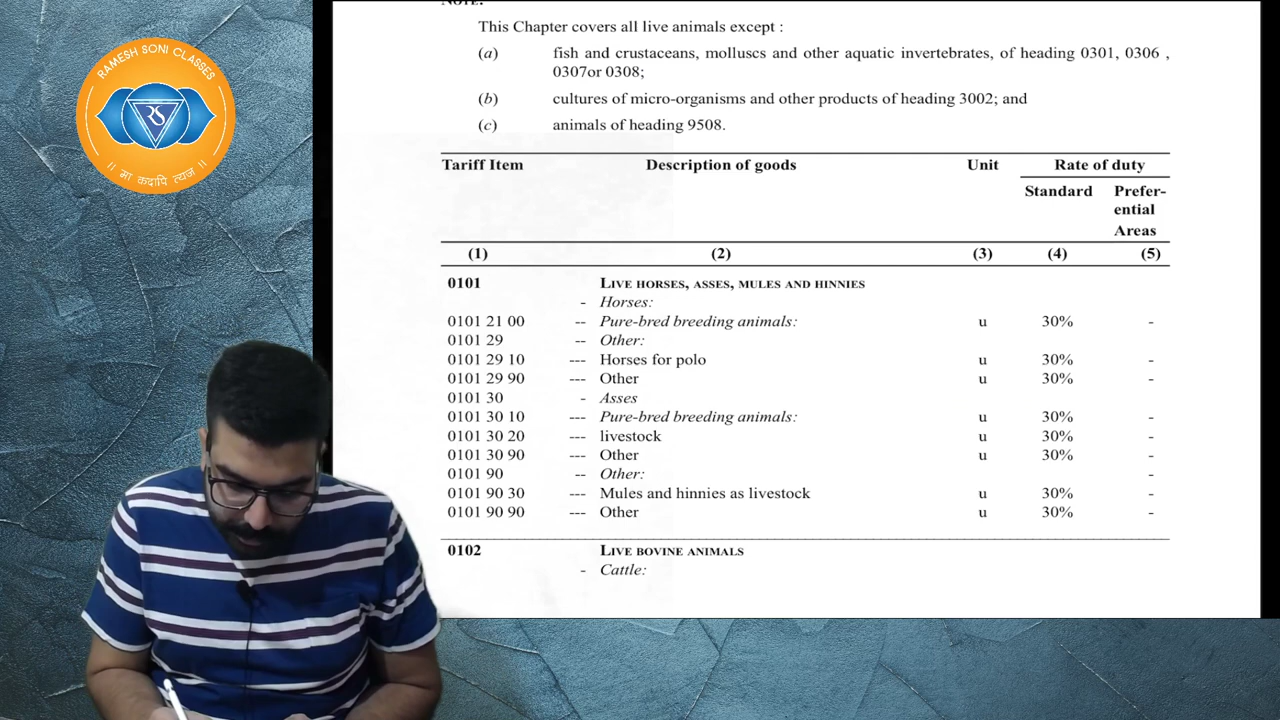 RAMESH SONI CLASSES
॥ मा कदापि त्यज ॥
NOTE:
This Chapter covers all live animals except :
(a) fish and crustaceans, molluscs and other aquatic invertebrates, of heading 0301, 0306 ,
0307or 0308;
(b) cultures of micro-organisms and other products of heading 3002; and
(c) animals of heading 9508.
Tariff Item Description of goods Unit Rate of duty
Standard Prefer-
ential
Areas
(1) (2) (3) (4) (5)
0101 LIVE HORSES, ASSES, MULES AND HINNIES
- Horses:
0101 21 00 -- Pure-bred breeding animals: u 30% -
0101 29 -- Other:
0101 29 10 --- Horses for polo u 30% -
0101 29 90 --- Other u 30% -
0101 30 - Asses
0101 30 10 --- Pure-bred breeding animals: u 30% -
0101 30 20 --- livestock u 30% -
0101 30 90 --- Other u 30% -
0101 90 -- Other: -
0101 90 30 --- Mules and hinnies as livestock u 30% -
0101 90 90 --- Other u 30% -
0102 LIVE BOVINE ANIMALS
- Cattle: